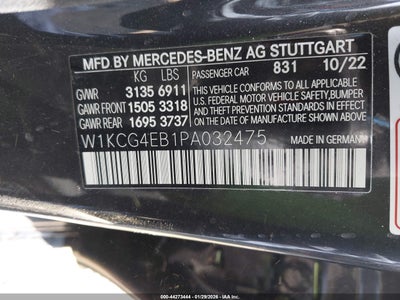 MFD BY MERCEDES-BENZ AG STUTTGART
KG LBS PASSENGER CAR 831 10/22
GVWR 3135 6911 THIS VEHICLE CONFORMS TO ALL APPLICABLE
U.S. FEDERAL MOTOR VEHICLE SAFETY, BUMPER, AND
GAWR FRONT 1505 3318 THEFT PREVENTION STANDARDS IN EFFECT
GAWR REAR 1695 3737 ON THE DATE OF MANUFACTURE SHOWN ABOVE.
W1KCG4EB1PA032475 MADE IN GERMANY
000-44273444 | 01/29/2026 - IAA Inc.